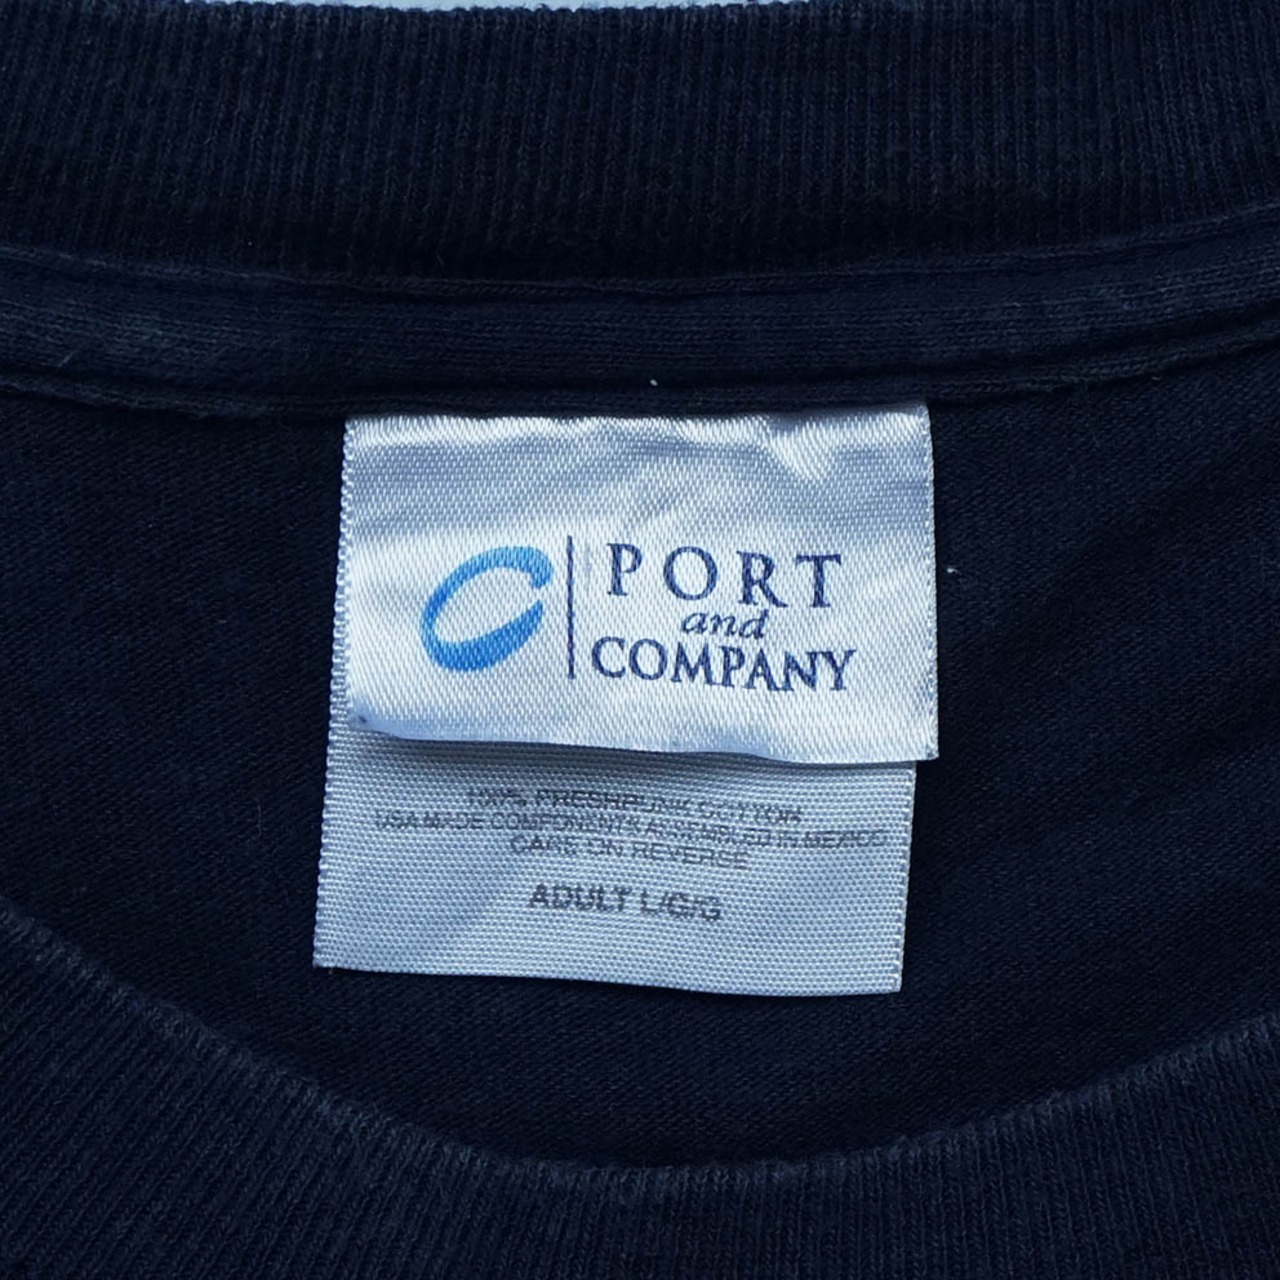 PORT
and
COMPANY
100% PRESHRUNK COTTON
USA MADE COMPONENTS ASSEMBLED IN MEXICO
CARE ON REVERSE
ADULT L/G/G